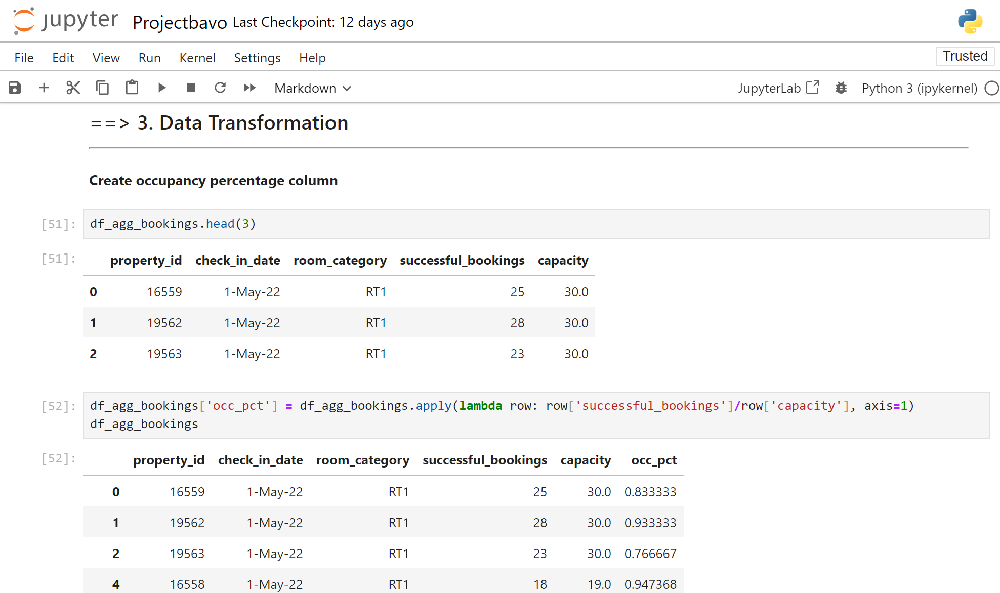 jupyter Projectbavo Last Checkpoint: 12 days ago
File Edit View Run Kernel Settings Help Trusted
Markdown JupyterLab Python 3 (ipykernel)
==> 3. Data Transformation
Create occupancy percentage column
[51]: df_agg_bookings.head(3)
[51]: property_id check_in_date room_category successful_bookings capacity
0 16559 1-May-22 RT1 25 30.0
1 19562 1-May-22 RT1 28 30.0
2 19563 1-May-22 RT1 23 30.0
[52]: df_agg_bookings['occ_pct'] = df_agg_bookings.apply(lambda row: row['successful_bookings']/row['capacity'], axis=1)
df_agg_bookings
[52]: property_id check_in_date room_category successful_bookings capacity occ_pct
0 16559 1-May-22 RT1 25 30.0 0.833333
1 19562 1-May-22 RT1 28 30.0 0.933333
2 19563 1-May-22 RT1 23 30.0 0.766667
4 16558 1-May-22 RT1 18 19.0 0.947368